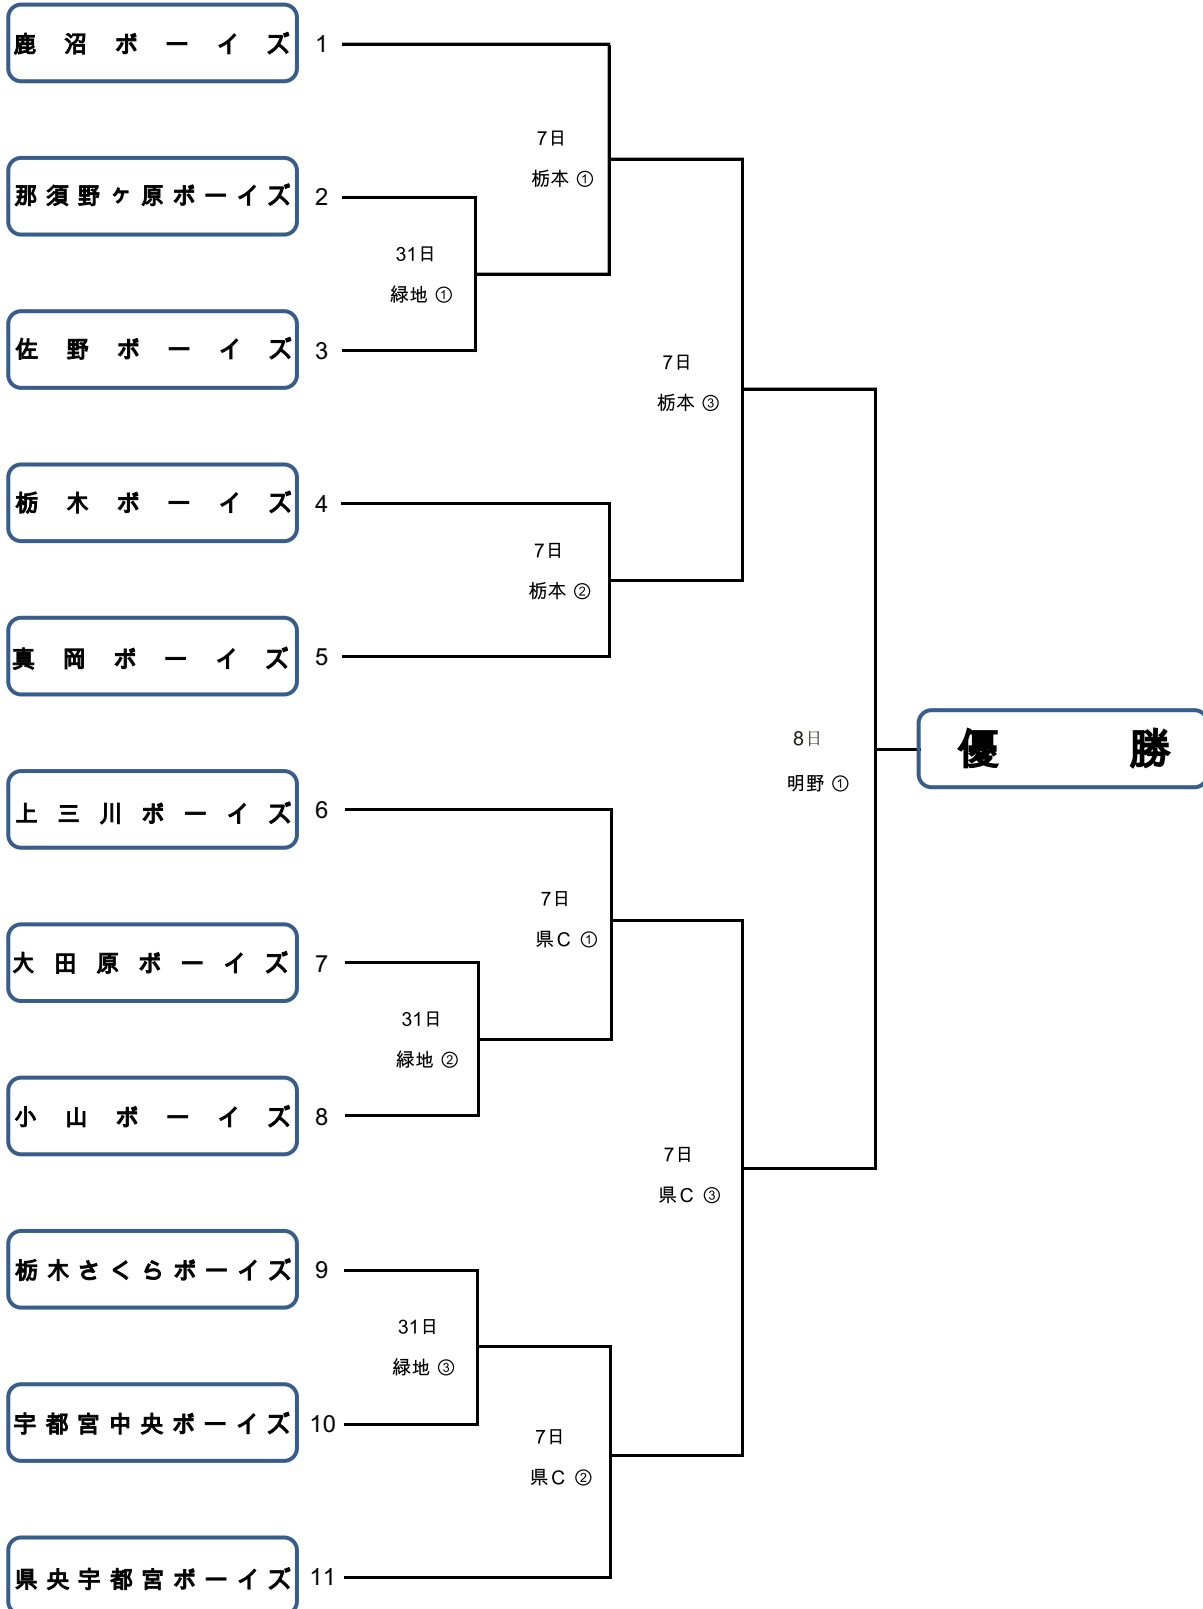 鹿沼ボーイズ 1
7日
栃本 ①
那須野ヶ原ボーイズ 2
31日
緑地 ①
佐野ボーイズ 3
7日
栃本 ③
栃木ボーイズ 4
7日
栃本 ②
真岡ボーイズ 5
8日
優勝
明野 ①
上三川ボーイズ 6
7日
県C ①
大田原ボーイズ 7
31日
緑地 ②
小山ボーイズ 8
7日
県C ③
栃木さくらボーイズ 9
31日
緑地 ③
宇都宮中央ボーイズ 10
7日
県C ②
県央宇都宮ボーイズ 11